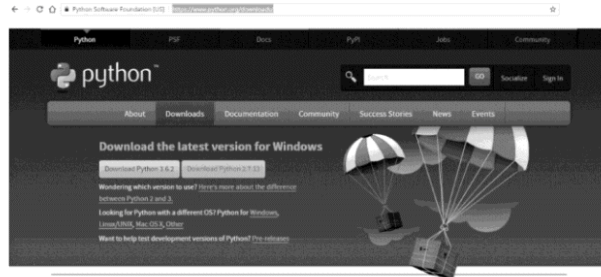 Python Software Foundation [US] https://www.python.org/downloads/
Python PSF Docs PyPI Jobs Community
python
Search GO Socialize Sign In
About Downloads Documentation Community Success Stories News Events
Download the latest version for Windows
Download Python 3.6.2 Download Python 2.7.13
Wondering which version to use? Here's more about the difference
between Python 2 and 3.
Looking for Python with a different OS? Python for Windows,
Linux/UNIX, Mac OS X, Other
Want to help test development versions of Python? Pre-releases